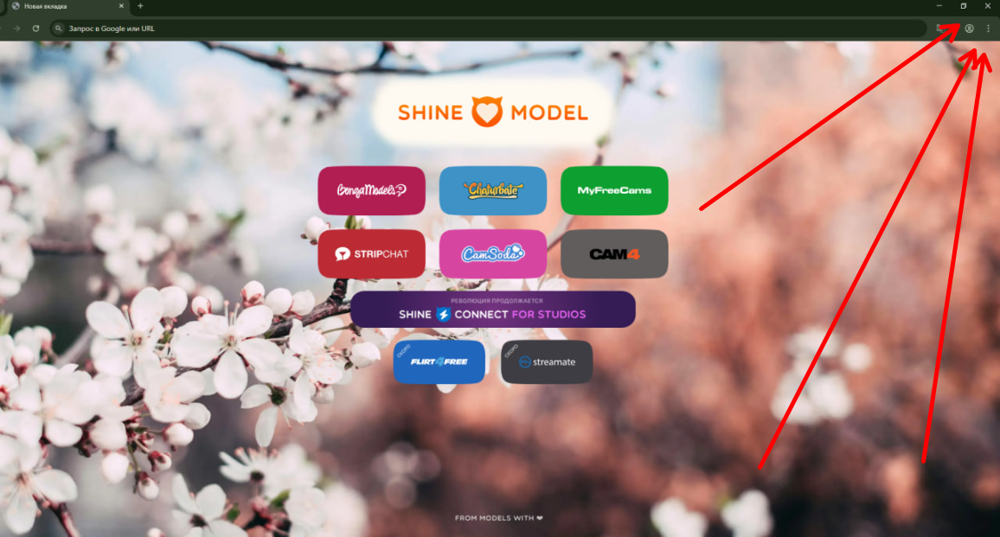 Новая вкладка
Запрос в Google или URL
SHINE MODEL
BongaModels
Chaturbate
MyFreeCams
STRIPCHAT
CamSoda
CAM4
РЕВОЛЮЦИЯ ПРОДОЛЖАЕТСЯ
SHINE CONNECT FOR STUDIOS
СКОРО
FLIRT4FREE
СКОРО
streamate
FROM MODELS WITH ❤